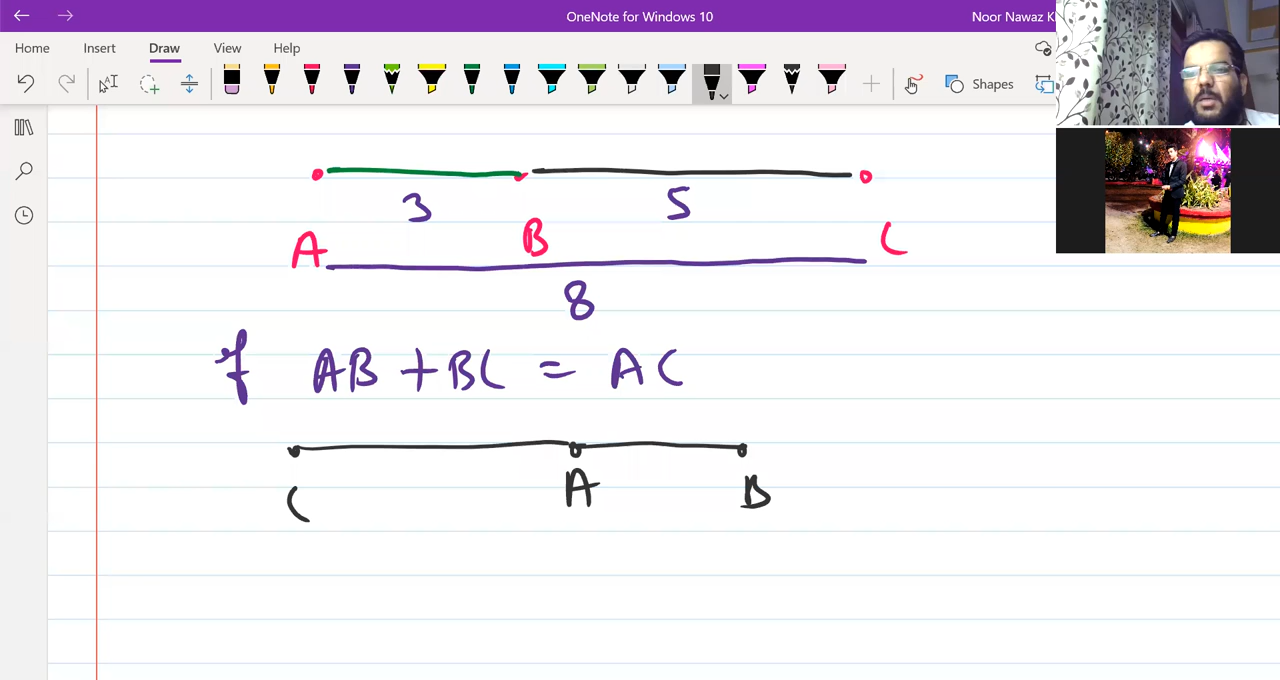 OneNote for Windows 10
Noor Nawaz K
Home Insert Draw View Help
Shapes
3 5
A B C
8
If AB + BC = AC
C A B